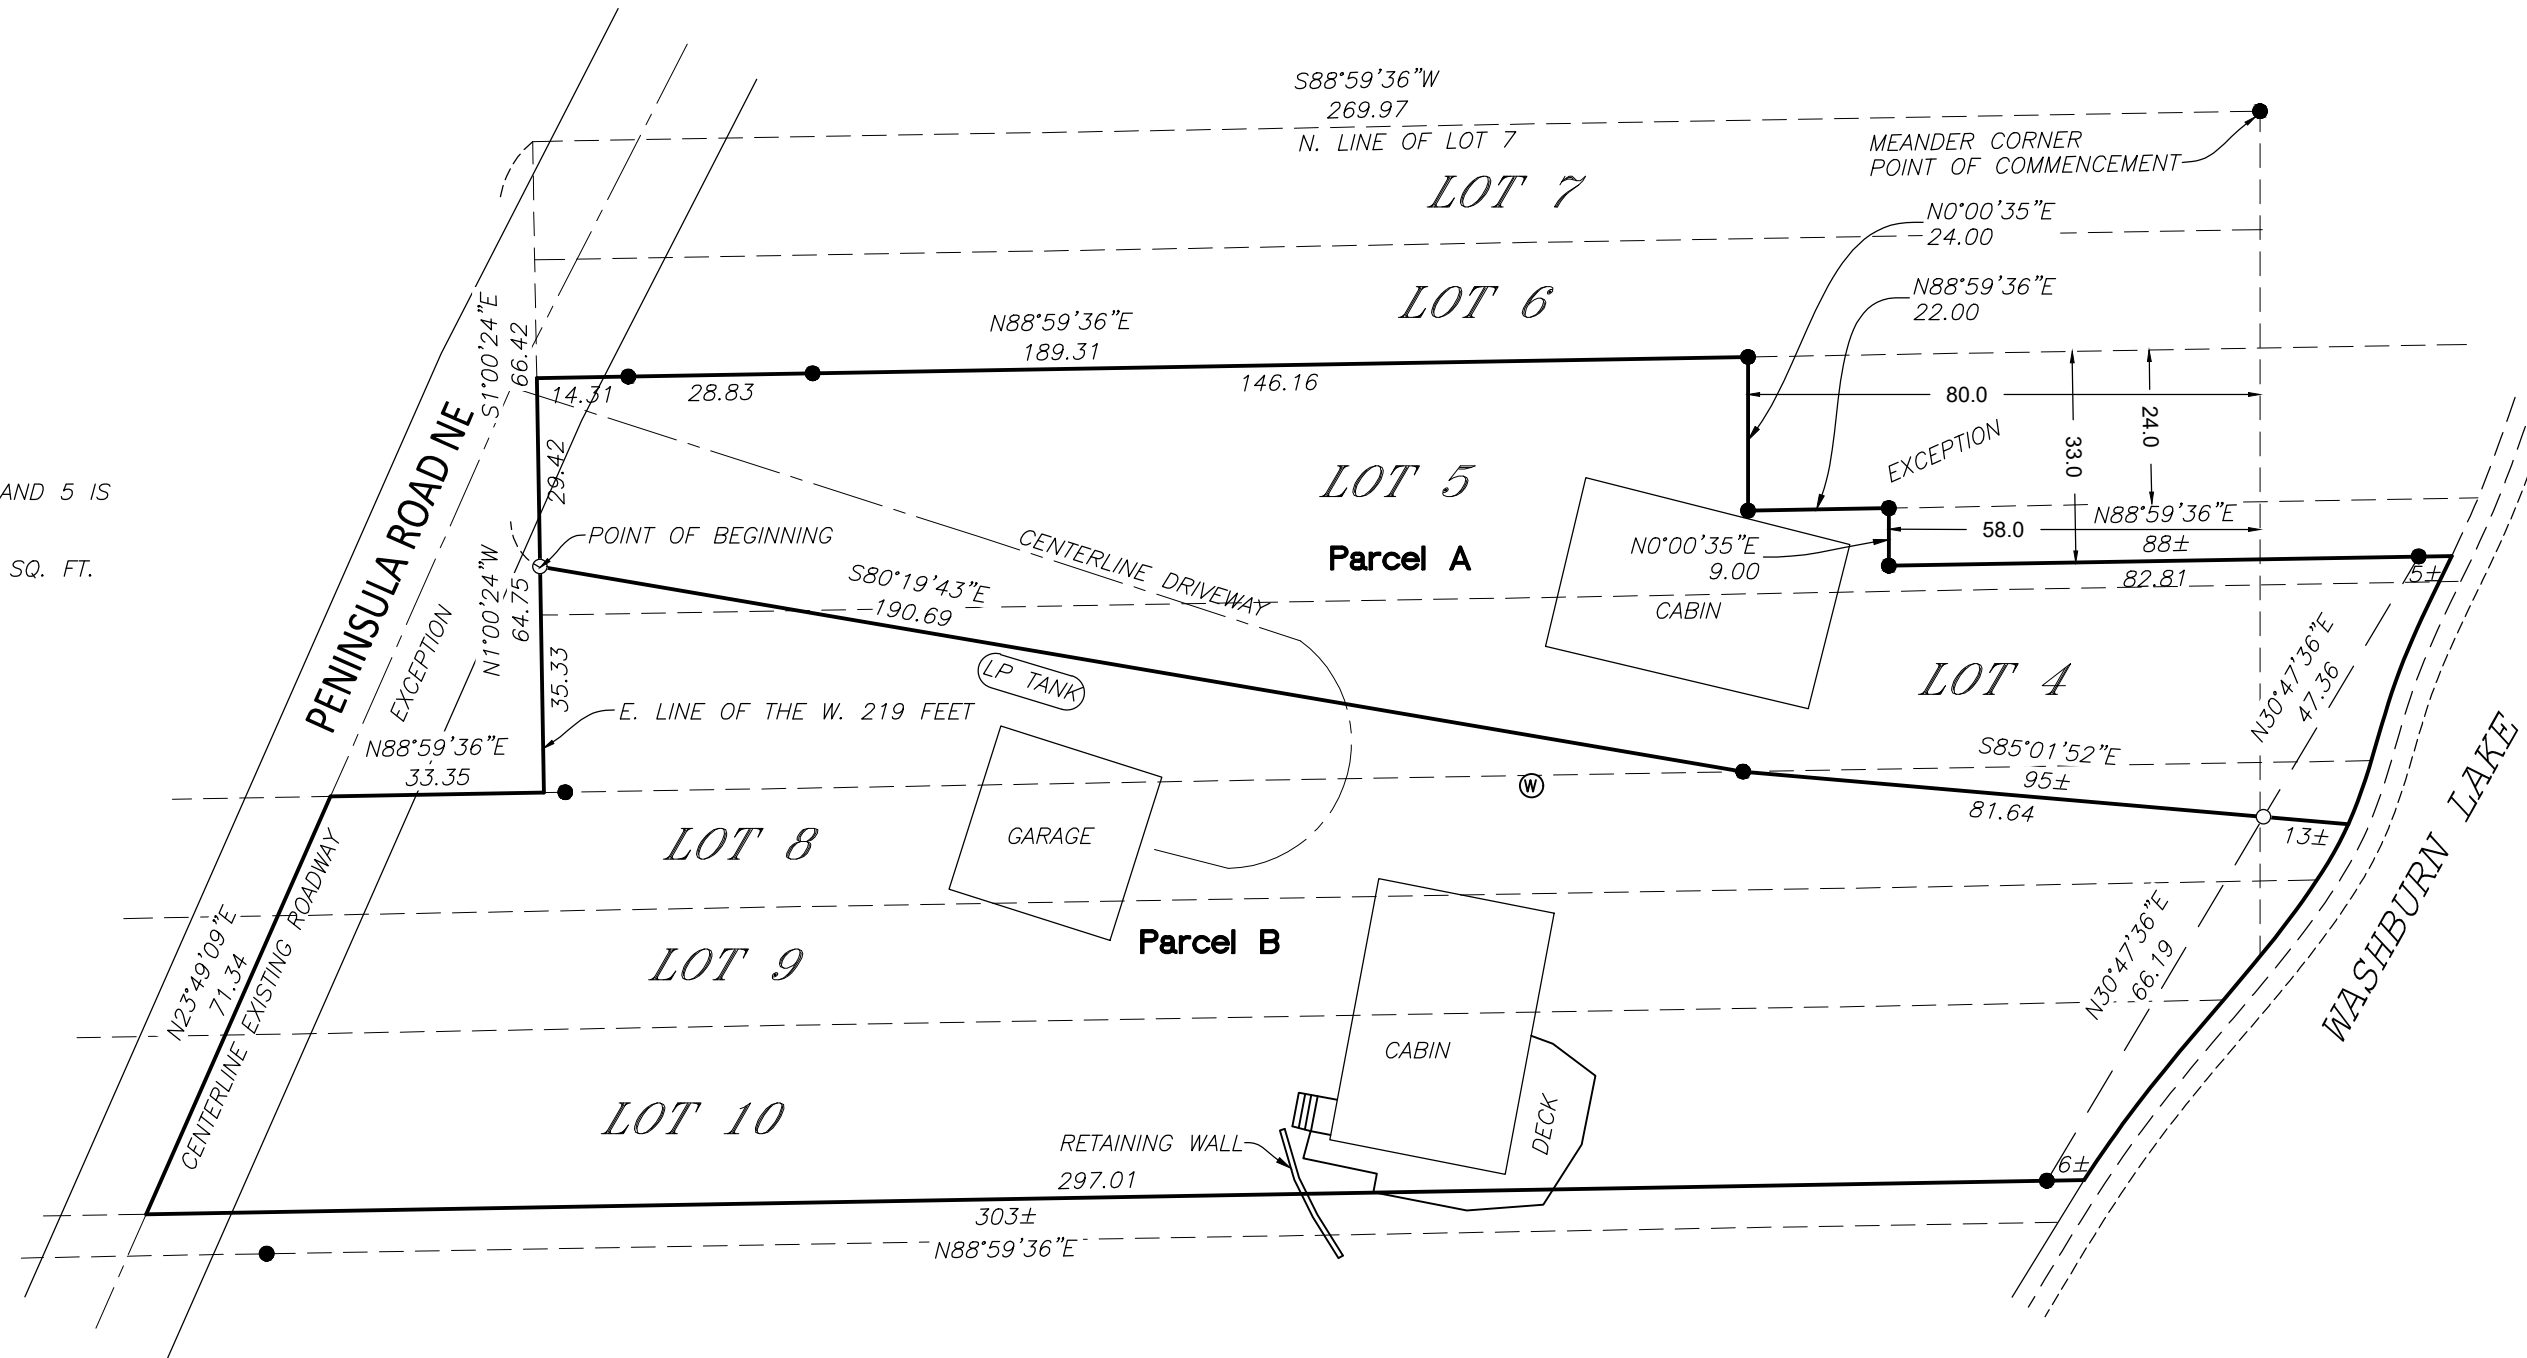 S88°59'36"W
269.97
N. LINE OF LOT 7
MEANDER CORNER
POINT OF COMMENCEMENT
LOT 7
N0°00'35"E
24.00
N88°59'36"E
22.00
LOT 6
N88°59'36"E
189.31
S1°00'24"E
66.42
14.31
28.83
146.16
80.0
EXCEPTION
33.0
24.0
29.42
LOT 5
AND 5 IS
SQ. FT.
PENINSULA ROAD NE
POINT OF BEGINNING
CENTERLINE DRIVEWAY
Parcel A
N0°00'35"E
9.00
58.0
N88°59'36"E
88±
82.81
5±
CABIN
S80°19'43"E
190.69
N1°00'24"W
64.75
EXCEPTION
35.33
LP TANK
E. LINE OF THE W. 219 FEET
LOT 4
N30°47'36"E
47.36
N88°59'36"E
33.35
S85°01'52"E
95±
81.64
13±
W
LOT 8
GARAGE
WASHBURN LAKE
CENTERLINE EXISTING ROADWAY
N23°49'09"E
71.34
LOT 9
Parcel B
N30°47'36"E
66.19
CABIN
DECK
LOT 10
RETAINING WALL
297.01
6±
303±
N88°59'36"E